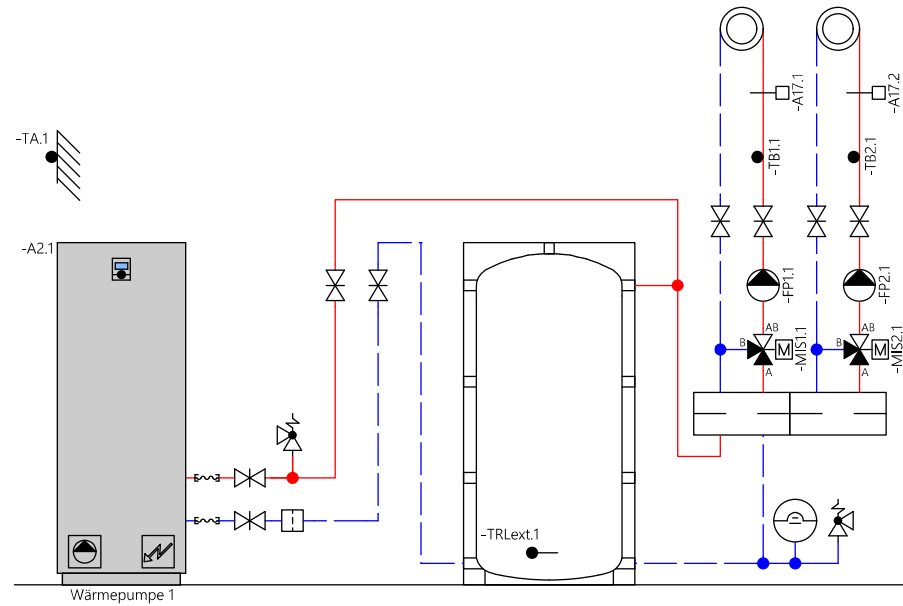 -A17.1
-A17.2
-TA.1
-TB1.1
-TB2.1
-A2.1
-FP1.1
-FP2.1
AB
AB
B
M
B
M
-MIS1.1
-MIS2.1
A
A
-TRLext.1
Wärmepumpe 1